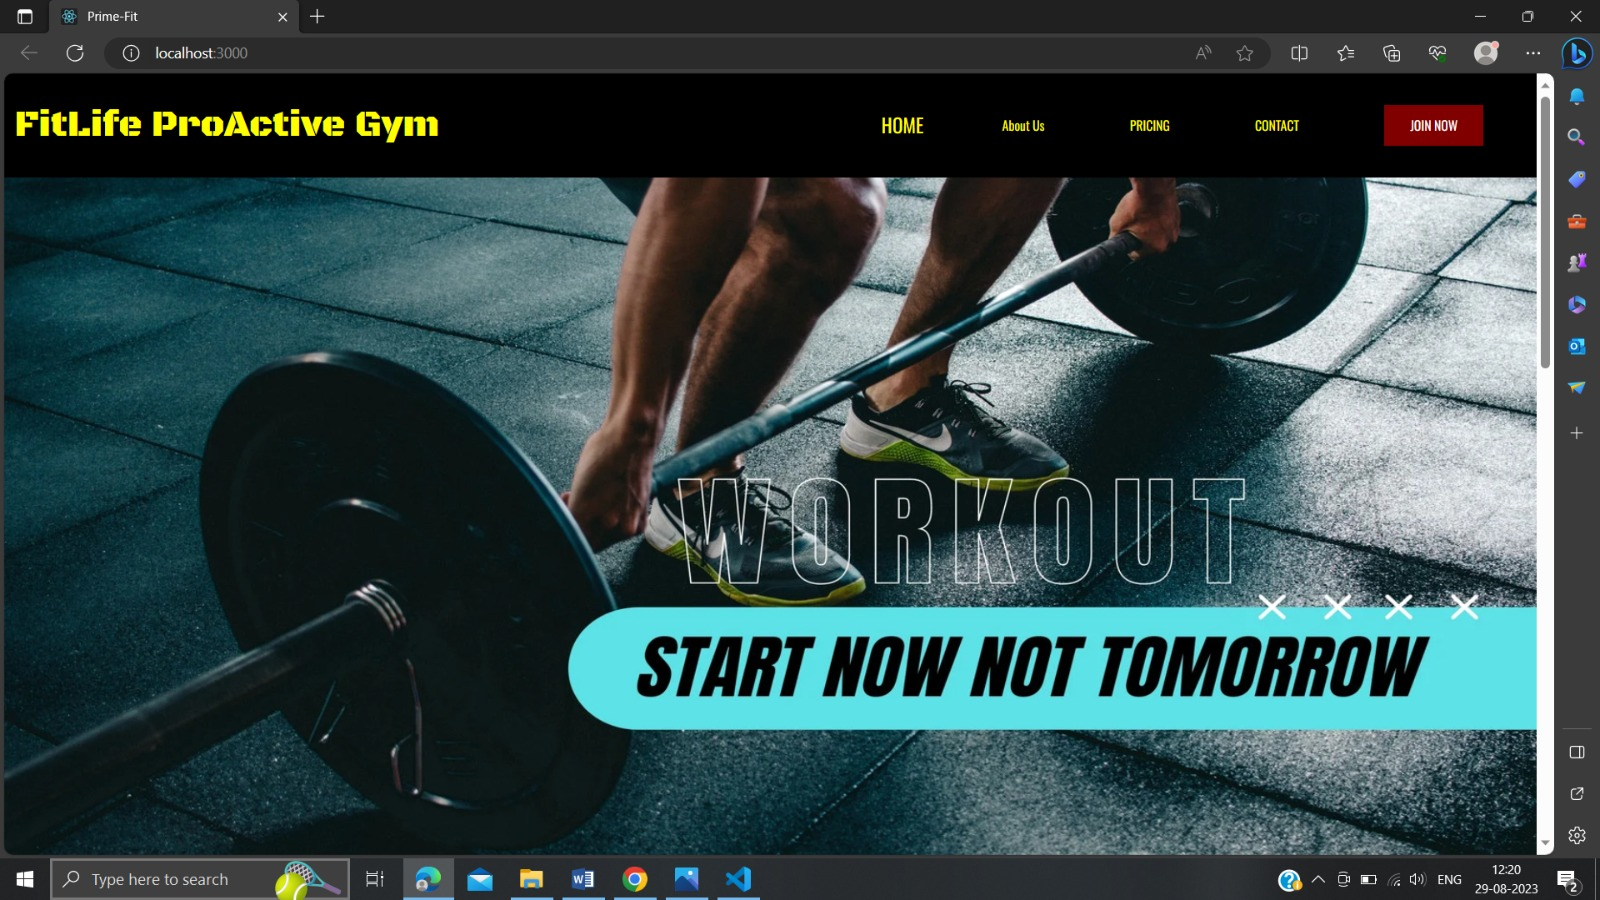 Prime-Fit
localhost:3000
FitLife ProActive Gym
HOME
About Us
PRICING
CONTACT
JOIN NOW
WORKOUT
START NOW NOT TOMORROW
Type here to search
ENG
12:20
29-08-2023
2